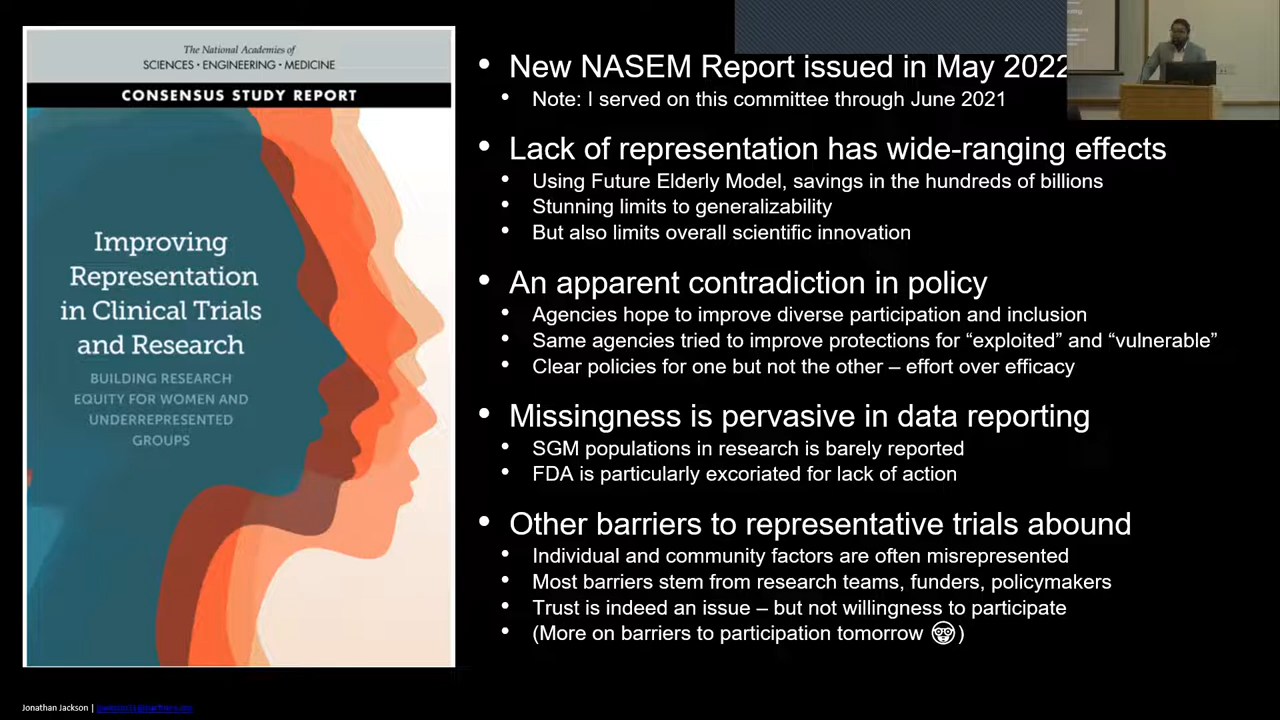 The National Academies of
SCIENCES • ENGINEERING • MEDICINE
CONSENSUS STUDY REPORT
Improving
Representation
in Clinical Trials
and Research
BUILDING RESEARCH
EQUITY FOR WOMEN AND
UNDERREPRESENTED
GROUPS
• New NASEM Report issued in May 2022
• Note: I served on this committee through June 2021
• Lack of representation has wide-ranging effects
• Using Future Elderly Model, savings in the hundreds of billions
• Stunning limits to generalizability
• But also limits overall scientific innovation
• An apparent contradiction in policy
• Agencies hope to improve diverse participation and inclusion
• Same agencies tried to improve protections for “exploited” and “vulnerable”
• Clear policies for one but not the other – effort over efficacy
• Missingness is pervasive in data reporting
• SGM populations in research is barely reported
• FDA is particularly excoriated for lack of action
• Other barriers to representative trials abound
• Individual and community factors are often misrepresented
• Most barriers stem from research teams, funders, policymakers
• Trust is indeed an issue – but not willingness to participate
• (More on barriers to participation tomorrow 🤓)
Jonathan Jackson |